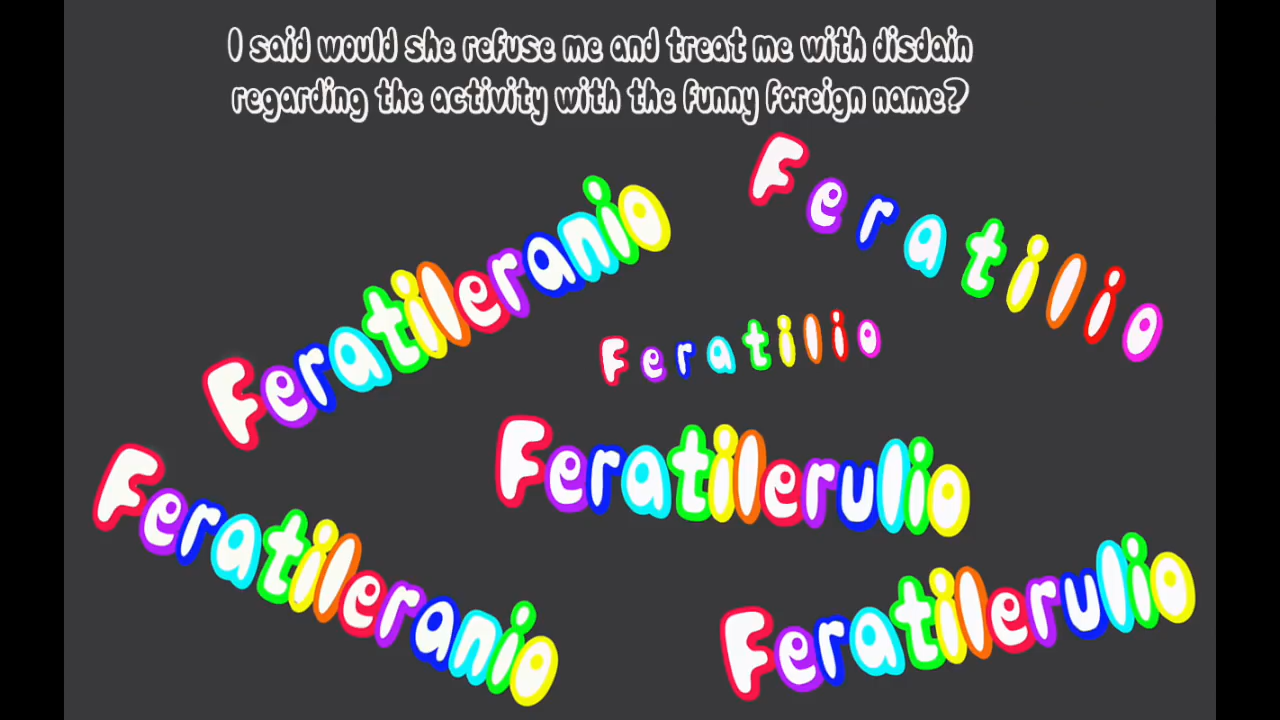 I said would she refuse me and treat me with disdain
regarding the activity with the funny foreign name?
Feratilio
Feratileranio
Feratilio
Feratilerulio
Feratileranio
Feratilerulio